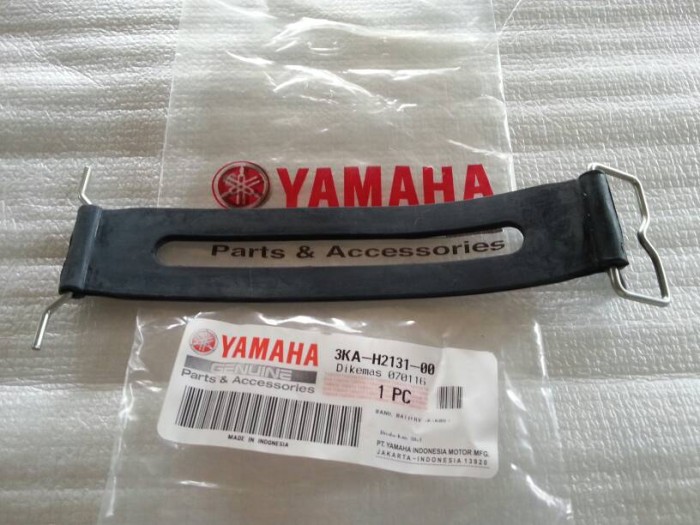 YAMAHA
Parts & Accessories
YAMAHA
GENUINE
Parts & Accessories
MADE IN INDONESIA
3KA-H2131-00
Dikemas 070116
1 PC
PT. YAMAHA INDONESIA MOTOR MFG.
JAKARTA-INDONESIA 13920